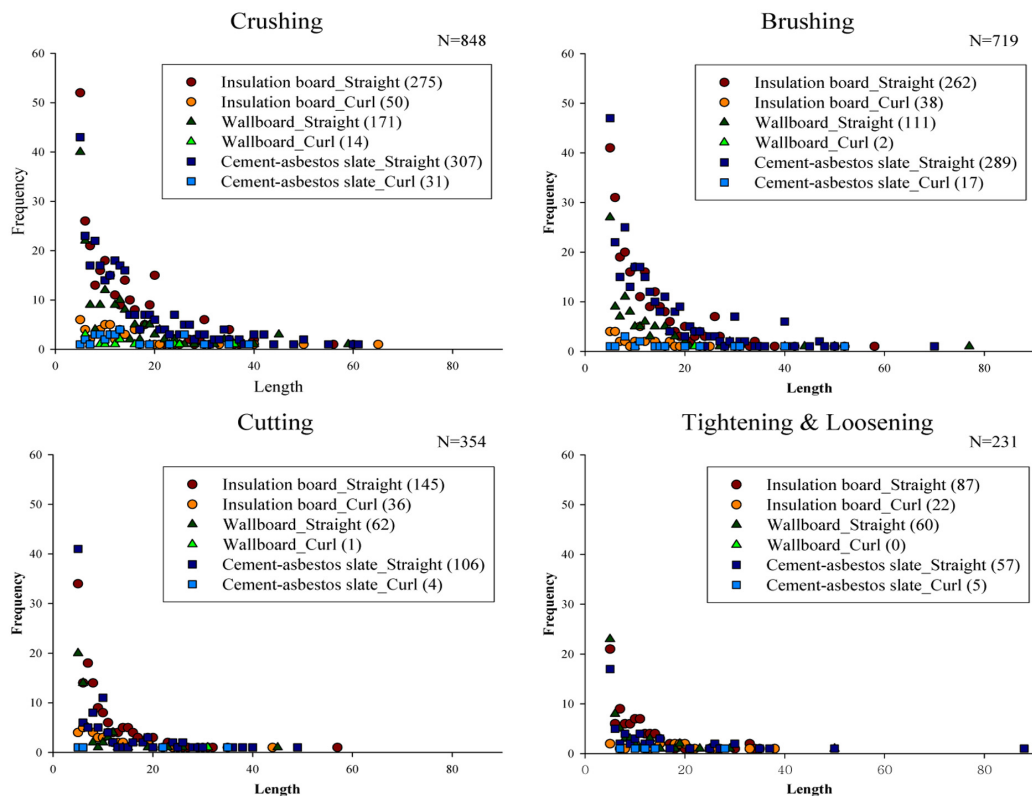 Crushing
N=848
Insulation board_Straight (275)
Insulation board_Curl (50)
Wallboard_Straight (171)
Wallboard_Curl (14)
Cement-asbestos slate_Straight (307)
Cement-asbestos slate_Curl (31)
Frequency
60
50
40
30
20
10
0
0 20 40 60 80
Length
Brushing
N=719
Insulation board_Straight (262)
Insulation board_Curl (38)
Wallboard_Straight (111)
Wallboard_Curl (2)
Cement-asbestos slate_Straight (289)
Cement-asbestos slate_Curl (17)
Frequency
60
50
40
30
20
10
0
0 20 40 60 80
Length
Cutting
N=354
Insulation board_Straight (145)
Insulation board_Curl (36)
Wallboard_Straight (62)
Wallboard_Curl (1)
Cement-asbestos slate_Straight (106)
Cement-asbestos slate_Curl (4)
Frequency
60
50
40
30
20
10
0
0 20 40 60 80
Length
Tightening & Loosening
N=231
Insulation board_Straight (87)
Insulation board_Curl (22)
Wallboard_Straight (60)
Wallboard_Curl (0)
Cement-asbestos slate_Straight (57)
Cement-asbestos slate_Curl (5)
Frequency
60
50
40
30
20
10
0
0 20 40 60 80
Length